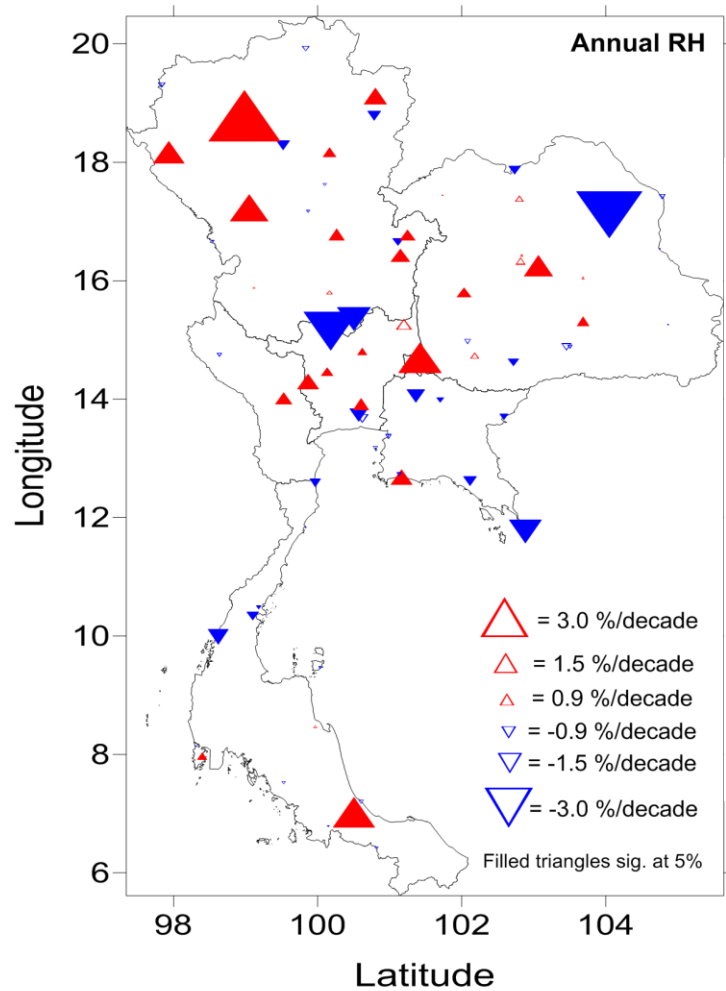 Annual RH
20
18
16
14
12
10
8
6
Longitude
= 3.0 %/decade
= 1.5 %/decade
= 0.9 %/decade
= -0.9 %/decade
= -1.5 %/decade
= -3.0 %/decade
Filled triangles sig. at 5%
98 100 102 104
Latitude